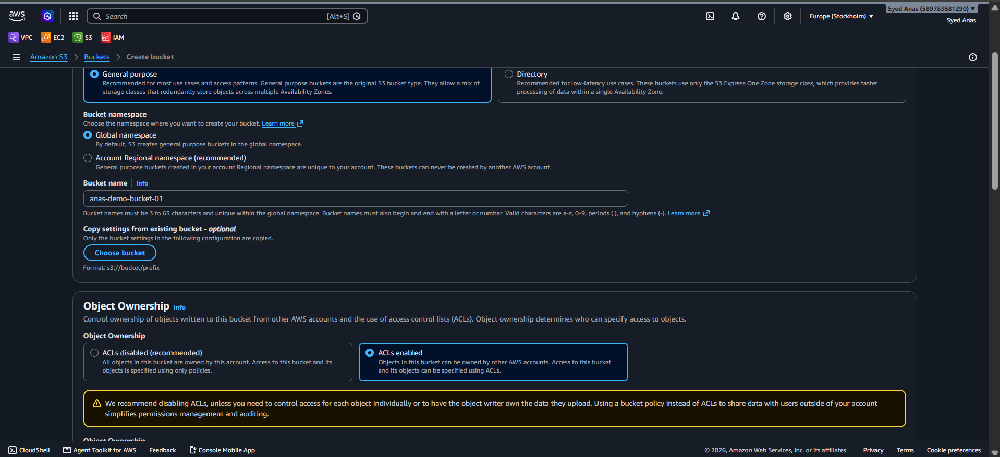 aws
Search [Alt+S]
Europe (Stockholm)
Syed Anas (589783681290)
Syed Anas
VPC EC2 S3 IAM
Amazon S3 Buckets Create bucket
General purpose
Recommended for most use cases and access patterns. General purpose buckets are the original S3 bucket type. They allow a mix of
storage classes that redundantly store objects across multiple Availability Zones.
Directory
Recommended for low-latency use cases. These buckets use only the S3 Express One Zone storage class, which provides faster
processing of data within a single Availability Zone.
Bucket namespace
Choose the namespace where you want to create your bucket. Learn more
Global namespace
By default, S3 creates general purpose buckets in the global namespace.
Account Regional namespace (recommended)
General purpose buckets created in your account Regional namespace are unique to your account. These buckets can never be created by another AWS account.
Bucket name Info
anas-demo-bucket-01
Bucket names must be 3 to 63 characters and unique within the global namespace. Bucket names must also begin and end with a letter or number. Valid characters are a-z, 0-9, periods (.), and hyphens (-). Learn more
Copy settings from existing bucket - optional
Only the bucket settings in the following configuration are copied.
Choose bucket
Format: s3://bucket/prefix
Object Ownership Info
Control ownership of objects written to this bucket from other AWS accounts and the use of access control lists (ACLs). Object ownership determines who can specify access to objects.
Object Ownership
ACLs disabled (recommended)
All objects in this bucket are owned by this account. Access to this bucket and its
objects is specified using only policies.
ACLs enabled
Objects in this bucket can be owned by other AWS accounts. Access to this bucket
and its objects can be specified using ACLs.
We recommend disabling ACLs, unless you need to control access for each object individually or to have the object writer own the data they upload. Using a bucket policy instead of ACLs to share data with users outside of your account
simplifies permissions management and auditing.
Object Ownership
CloudShell Agent Toolkit for AWS Feedback Console Mobile App © 2026, Amazon Web Services, Inc. or its affiliates. Privacy Terms Cookie preferences